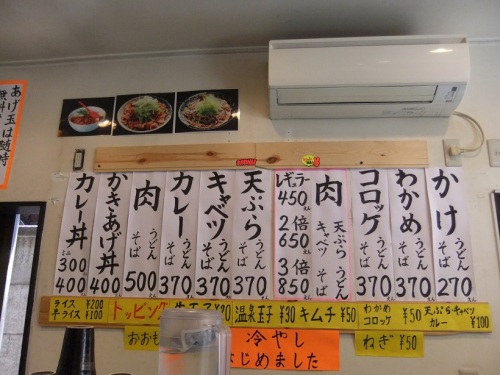 あげ玉は随時
無料
かけ うどん そば 270
わかめ うどん そば 370
コロッケ うどん そば 370
肉 天ぷら うどん キャベツ そば
レギュラー 450
2倍 650
3倍 850
天ぷら うどん そば 370
キャベツ うどん そば 370
カレー うどん そば 370
肉 うどん そば 500
かきあげ丼 400
カレー丼 ミニ 300 400
ライス ¥200
半ライス ¥100
トッピング
温泉玉子 ¥30
キムチ ¥50
わかめ コロッケ ¥50
天ぷら・キャベツ カレー ¥100
ねぎ ¥50
冷やし
はじめました